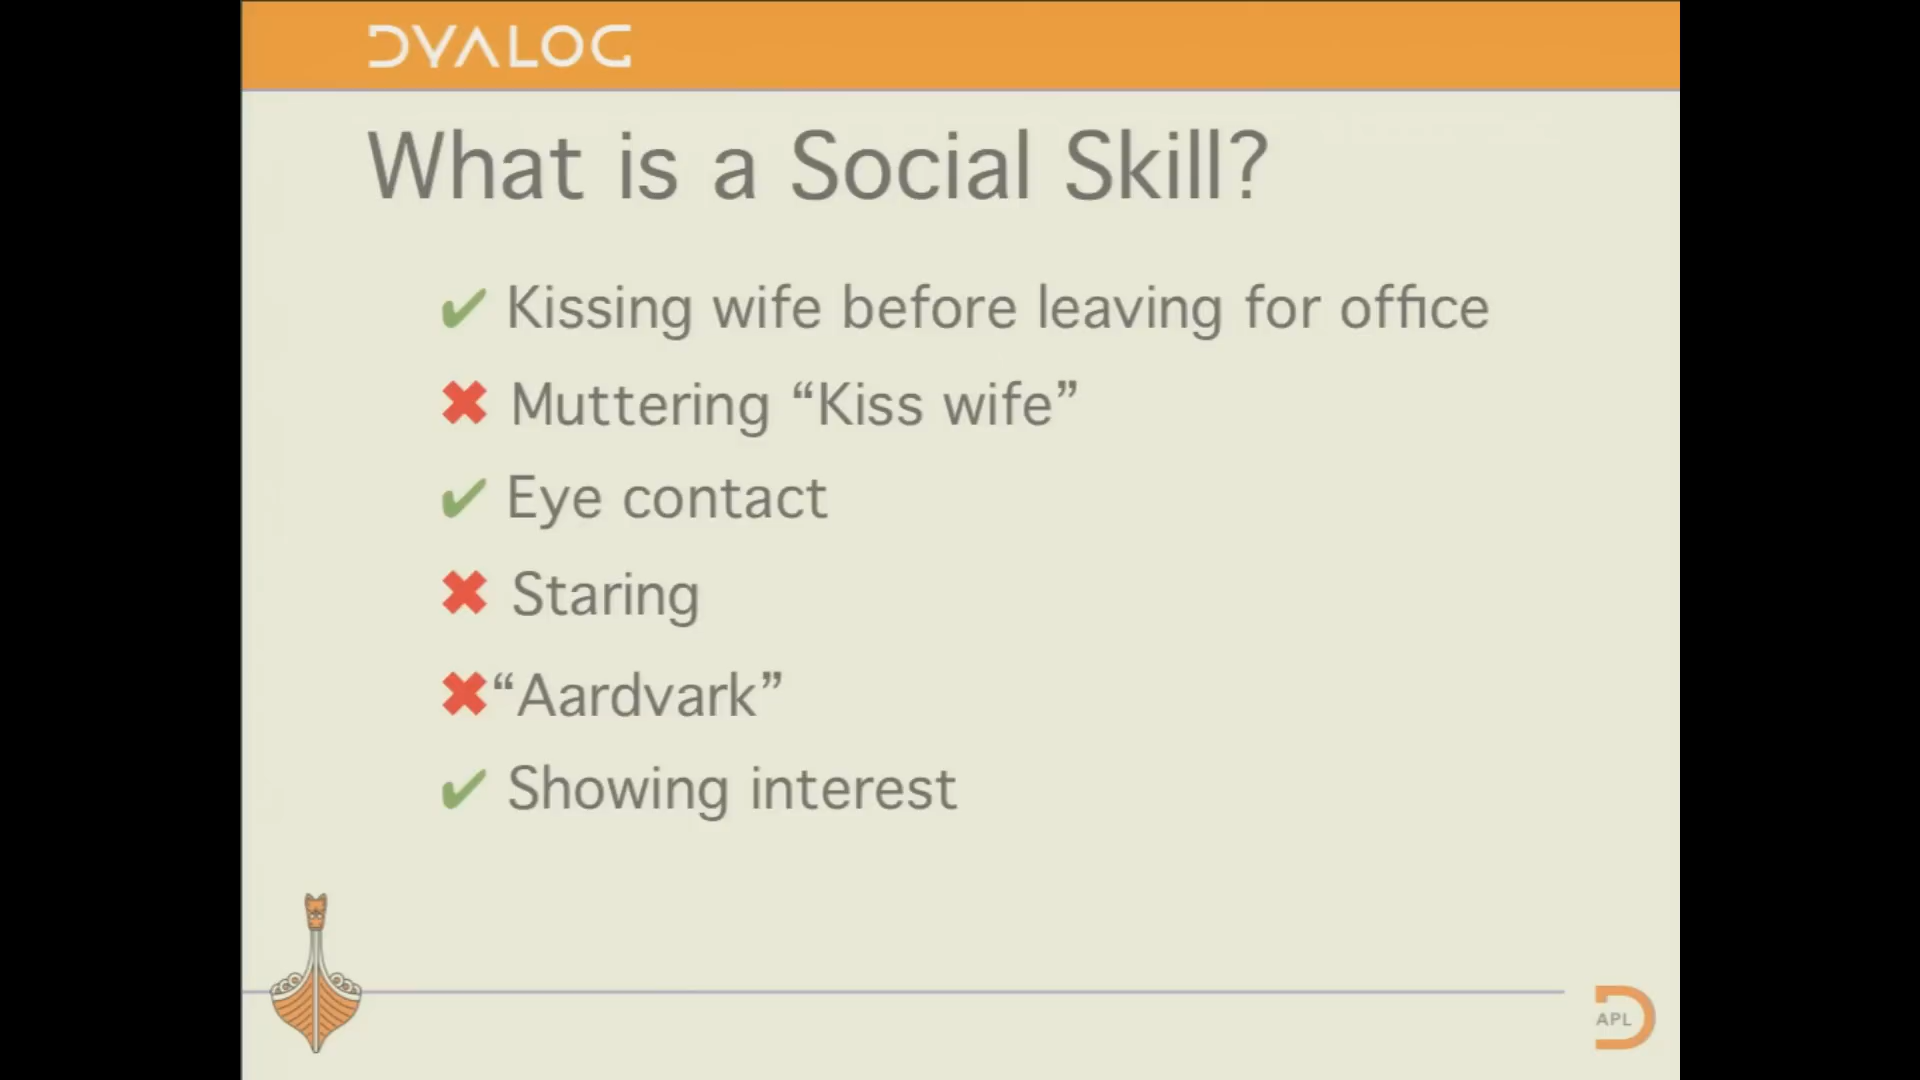 DYALOG
What is a Social Skill?
✔ Kissing wife before leaving for office
✖ Muttering “Kiss wife”
✔ Eye contact
✖ Staring
✖“Aardvark”
✔ Showing interest
APL